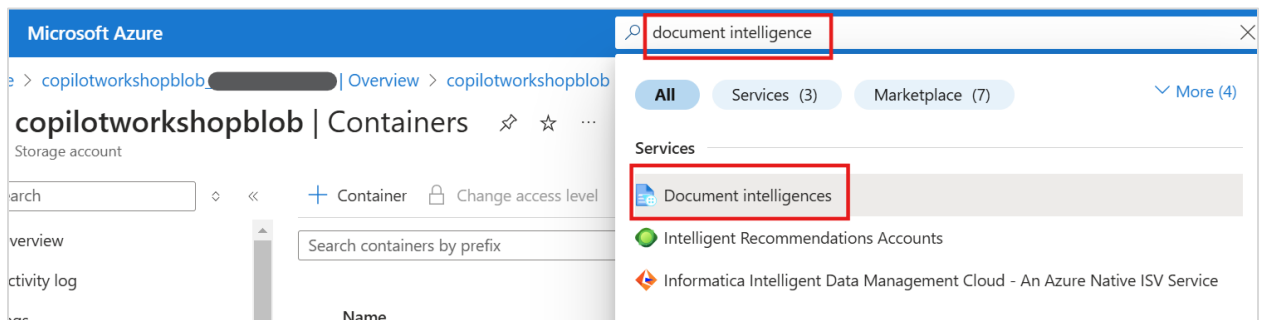 Microsoft Azure
document intelligence
e > copilotworkshopblob_ | Overview > copilotworkshopblob
All Services (3) Marketplace (7) More (4)
copilotworkshopblob | Containers ...
Storage account
Services
earch
+ Container Change access level
Document intelligences
verview
Search containers by prefix
Intelligent Recommendations Accounts
ctivity log
Informatica Intelligent Data Management Cloud - An Azure Native ISV Service
Name